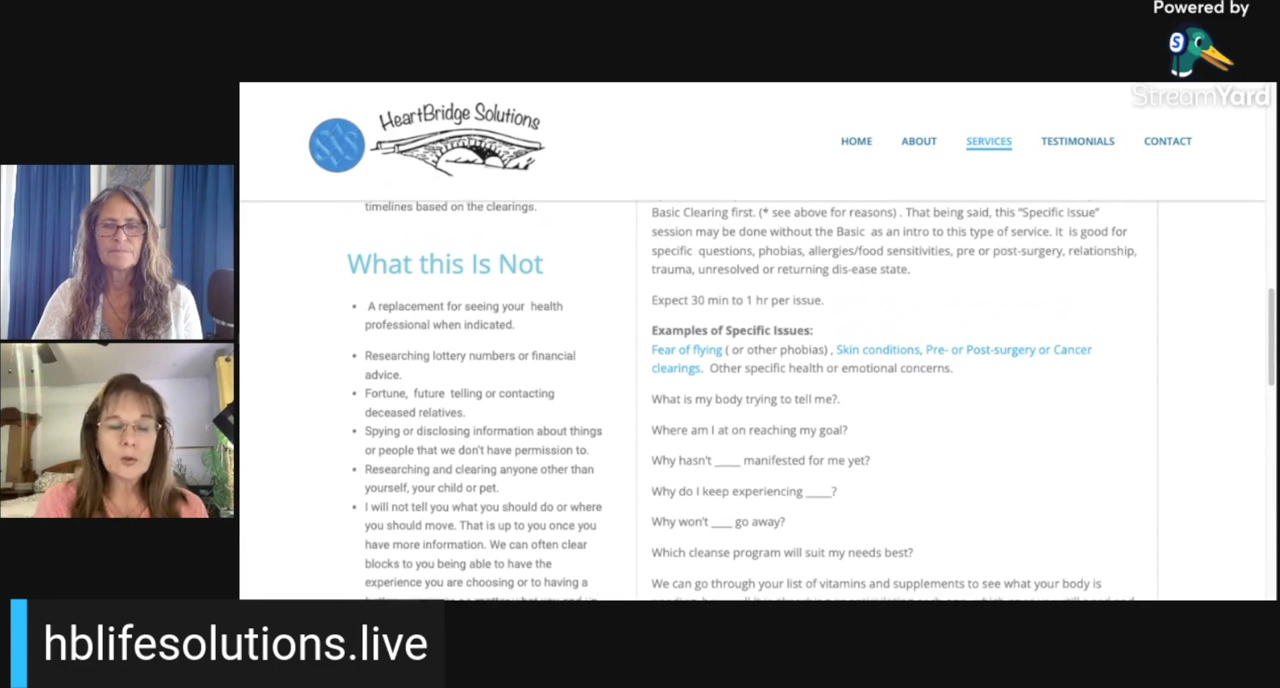 Powered by
StreamYard
HeartBridge Solutions
SHS
HOME
ABOUT
SERVICES
TESTIMONIALS
CONTACT
timelines based on the clearings.
What this Is Not
• A replacement for seeing your health
professional when indicated.
• Researching lottery numbers or financial
advice.
• Fortune, future telling or contacting
deceased relatives.
• Spying or disclosing information about things
or people that we don't have permission to.
• Researching and clearing anyone other than
yourself, your child or pet.
• I will not tell you what you should do or where
you should move. That is up to you once you
have more information. We can often clear
blocks to you being able to have the
experience you are choosing or to having a
Basic Clearing first. (* see above for reasons) . That being said, this “Specific Issue”
session may be done without the Basic as an intro to this type of service. It is good for
specific questions, phobias, allergies/food sensitivities, pre or post-surgery, relationship,
trauma, unresolved or returning dis-ease state.
Expect 30 min to 1 hr per issue.
Examples of Specific Issues:
Fear of flying ( or other phobias) , Skin conditions, Pre- or Post-surgery or Cancer
clearings. Other specific health or emotional concerns.
What is my body trying to tell me?.
Where am I at on reaching my goal?
Why hasn't ____ manifested for me yet?
Why do I keep experiencing ____?
Why won't ___ go away?
Which cleanse program will suit my needs best?
We can go through your list of vitamins and supplements to see what your body is
hblifesolutions.live